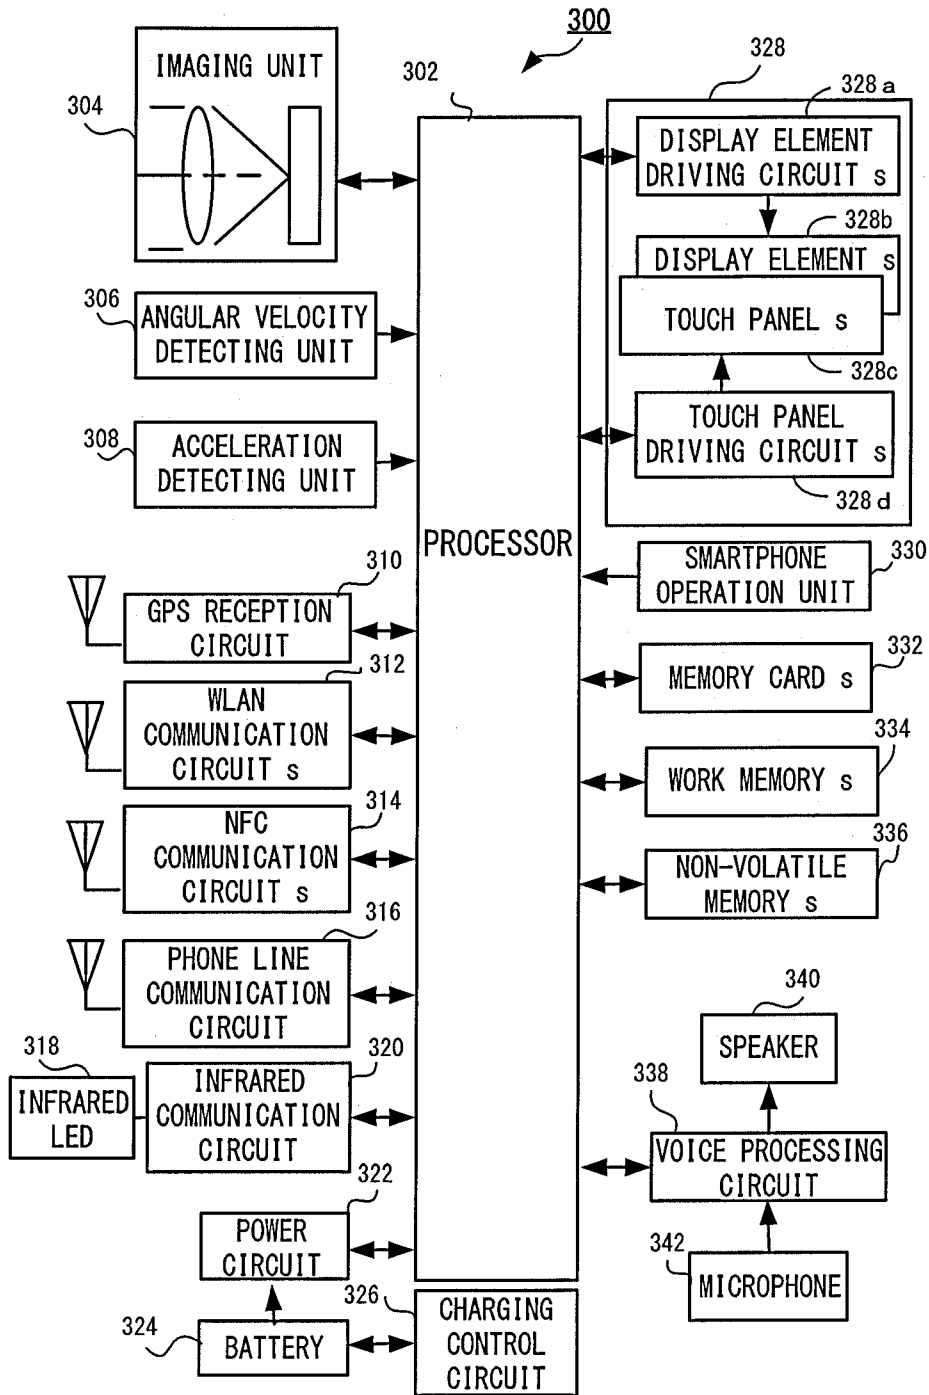 300
IMAGING UNIT
304
302
328
328a
DISPLAY ELEMENT
DRIVING CIRCUIT s
328b
DISPLAY ELEMENT s
TOUCH PANEL s
328c
TOUCH PANEL
DRIVING CIRCUIT s
328d
306
ANGULAR VELOCITY
DETECTING UNIT
308
ACCELERATION
DETECTING UNIT
PROCESSOR
310
GPS RECEPTION
CIRCUIT
312
WLAN
COMMUNICATION
CIRCUIT s
314
NFC
COMMUNICATION
CIRCUIT s
316
PHONE LINE
COMMUNICATION
CIRCUIT
318
INFRARED
LED
320
INFRARED
COMMUNICATION
CIRCUIT
322
POWER
CIRCUIT
324
BATTERY
326
CHARGING
CONTROL
CIRCUIT
SMARTPHONE
OPERATION UNIT
330
332
MEMORY CARD s
334
WORK MEMORY s
336
NON-VOLATILE
MEMORY s
340
SPEAKER
338
VOICE PROCESSING
CIRCUIT
342
MICROPHONE